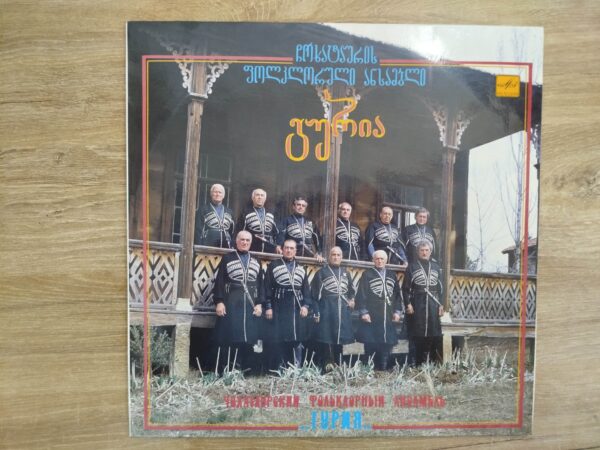 ჩოხატაურის
ფოლკლორული ანსამბლი
გურია
Чохатаурский фольклорный ансамбль
„Гурия“